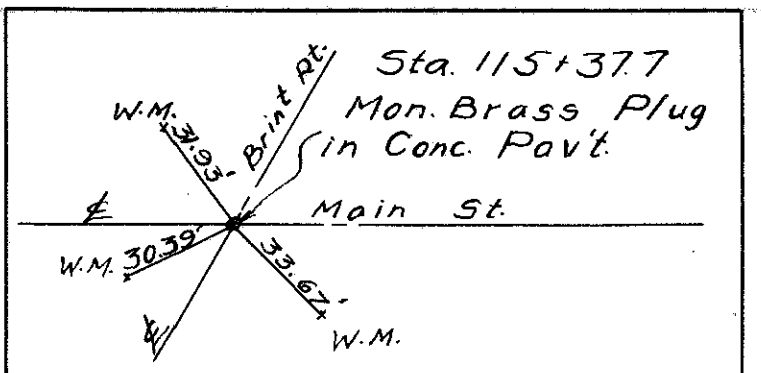 Sta. 115+37.7
Mon. Brass Plug
in Conc. Pav't.
Brint Rt.
W.M. 31.93'
℄ Main St.
W.M. 30.39'
33.67'
W.M.
℄